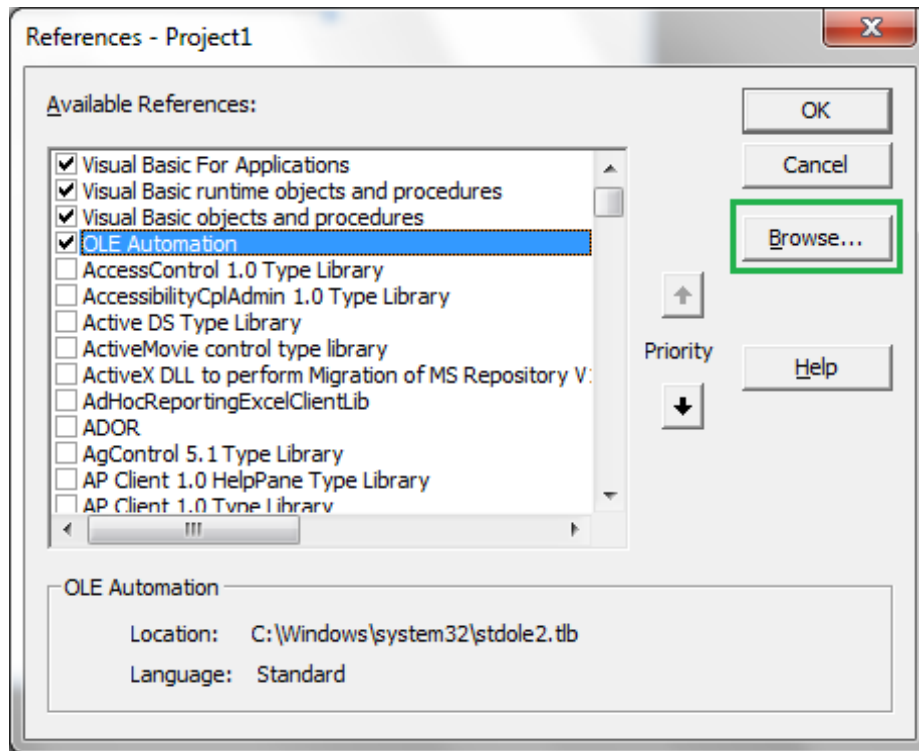 References - Project1
Available References:
OK
Visual Basic For Applications
Cancel
Visual Basic runtime objects and procedures
Visual Basic objects and procedures
Browse...
OLE Automation
AccessControl 1.0 Type Library
AccessibilityCplAdmin 1.0 Type Library
Active DS Type Library
ActiveMovie control type library
Priority
ActiveX DLL to perform Migration of MS Repository
Help
AdHocReportingExcelClientLib
ADOR
AgControl 5.1 Type Library
AP Client 1.0 HelpPane Type Library
AP Client 1.0 Type Library
OLE Automation
Location: C:\Windows\system32\stdole2.tlb
Language: Standard